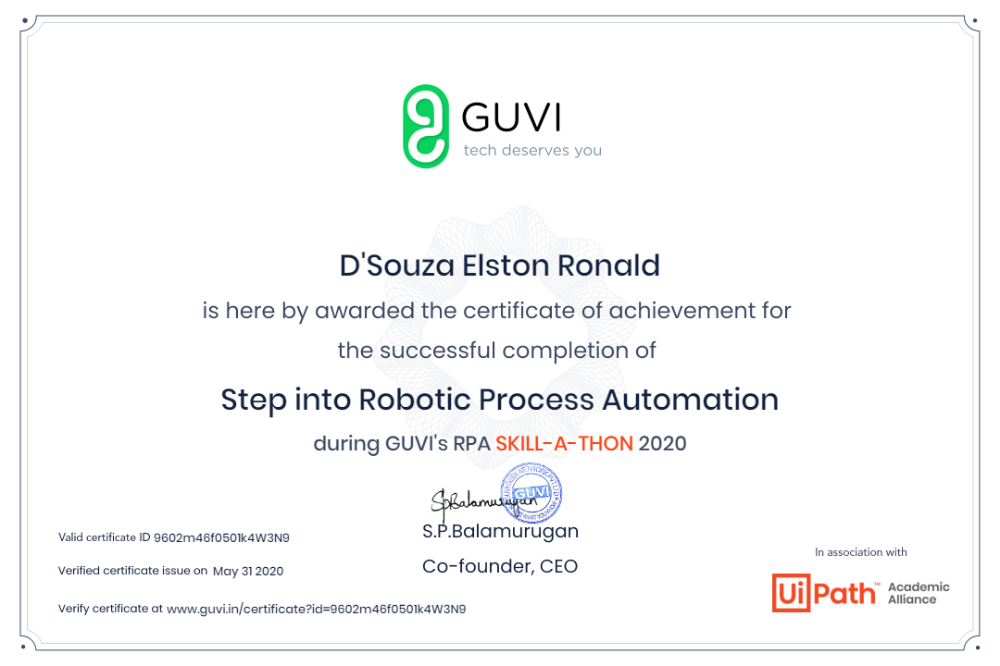 GUVI
tech deserves you
D'Souza Elston Ronald
is here by awarded the certificate of achievement for
the successful completion of
Step into Robotic Process Automation
during GUVI's RPA SKILL-A-THON 2020
SPBalamurugan
GUVI
S.P.Balamurugan
Co-founder, CEO
Valid certificate ID 9602m46f0501k4W3N9
Verified certificate issue on May 31 2020
Verify certificate at www.guvi.in/certificate?id=9602m46f0501k4W3N9
In association with
UiPath™ Academic
Alliance